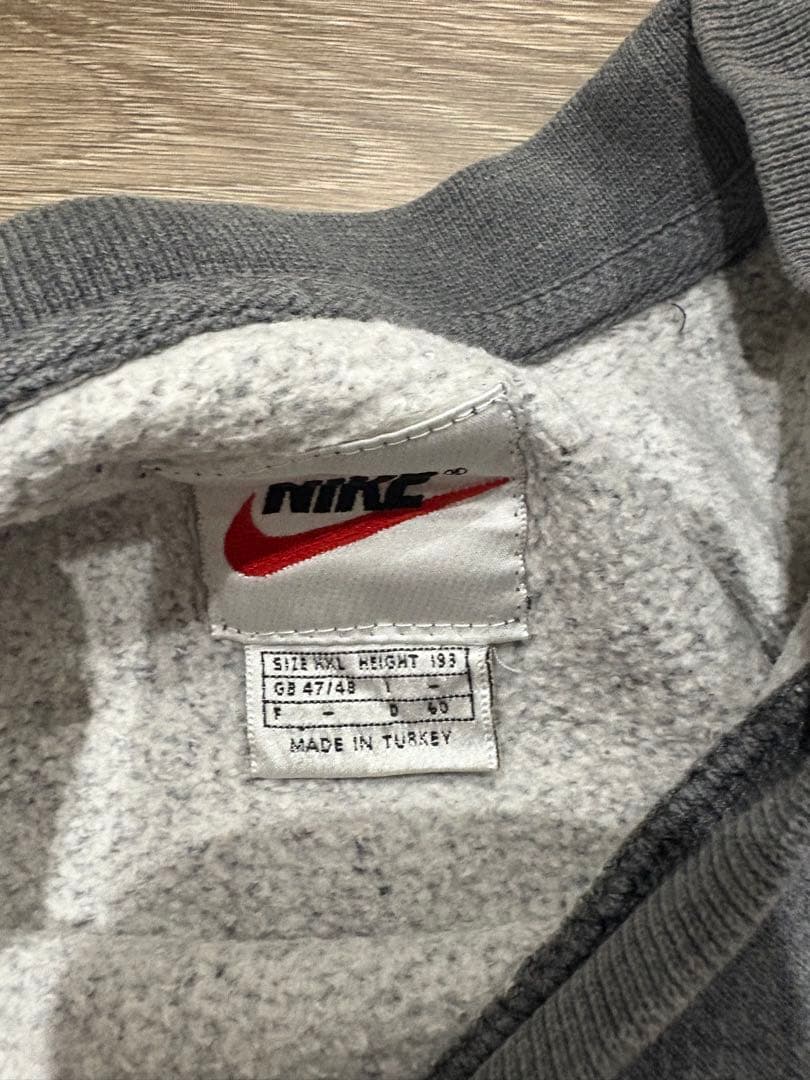 NIKE®
SIZE XXL HEIGHT 193
GB 47/48 I -
F - D 60
MADE IN TURKEY